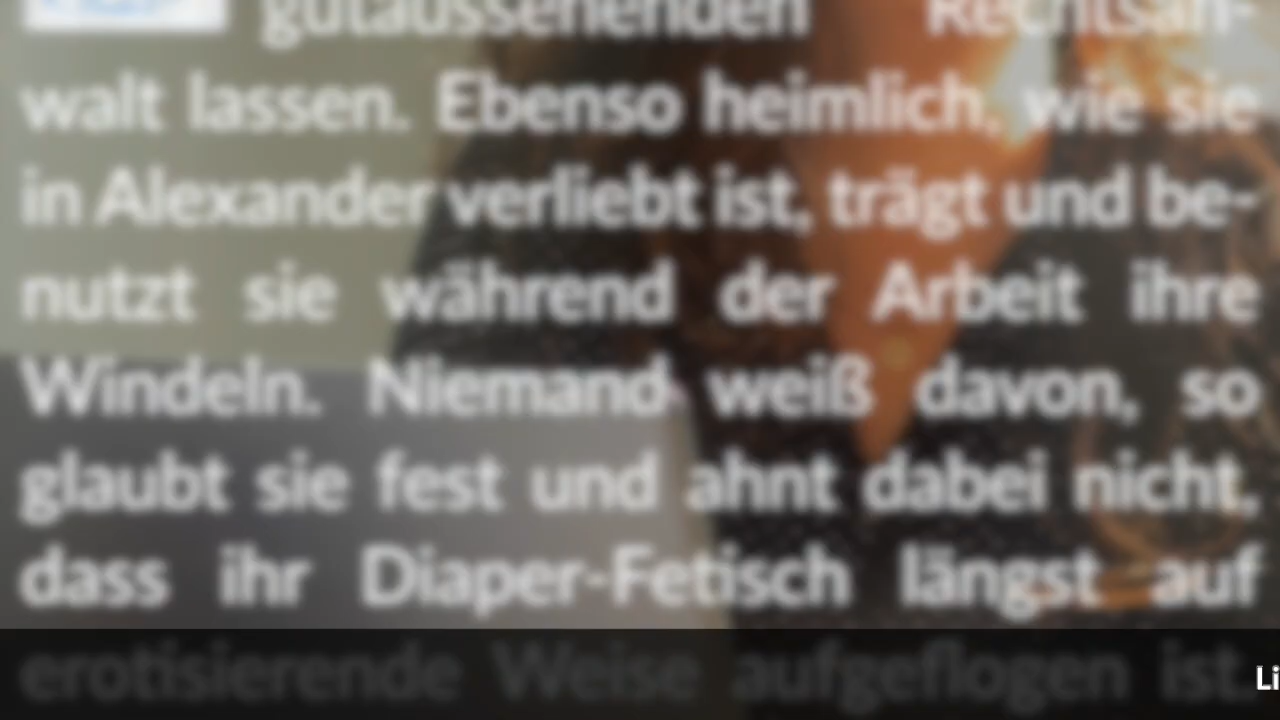 gutaussehenden Rechtsan-
walt lassen. Ebenso heimlich, wie sie
in Alexander verliebt ist, trägt und be-
nutzt sie während der Arbeit ihre
Windeln. Niemand weiß davon, so
glaubt sie fest und ahnt dabei nicht,
dass ihr Diaper-Fetisch längst auf
erotisierende Weise aufgeflogen ist.